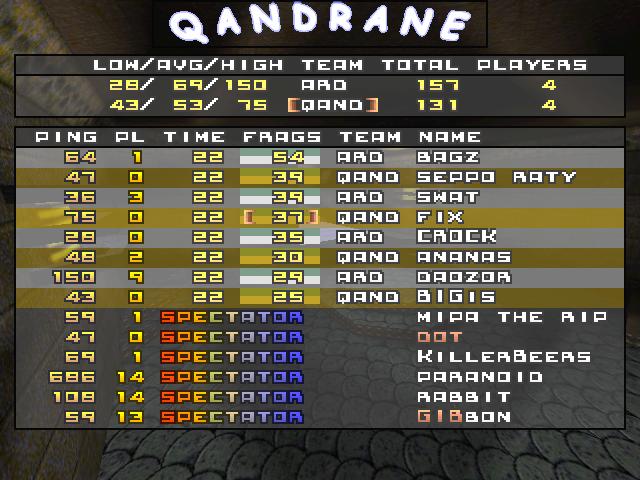 QANDRANE
LOW/AVG/HIGH TEAM TOTAL PLAYERS
28/ 69/150 ARO 157 4
43/ 53/ 75 [QAND] 131 4
PING PL TIME FRAGS TEAM NAME
64 1 22 54 ARO BAGZ
47 0 22 39 QAND SEPPO RATY
36 3 22 39 ARO SWAT
75 0 22 [ 37 ] QAND FIX
28 0 22 35 ARO CROCK
48 2 22 30 QAND ANANAS
150 9 22 29 ARO DAOZOR
43 0 22 25 QAND BIGIS
59 1 SPECTATOR MIPA THE RIP
47 0 SPECTATOR DOT
69 1 SPECTATOR KILLERBEERS
686 14 SPECTATOR PARANOID
108 14 SPECTATOR RABBIT
59 13 SPECTATOR GIBBON